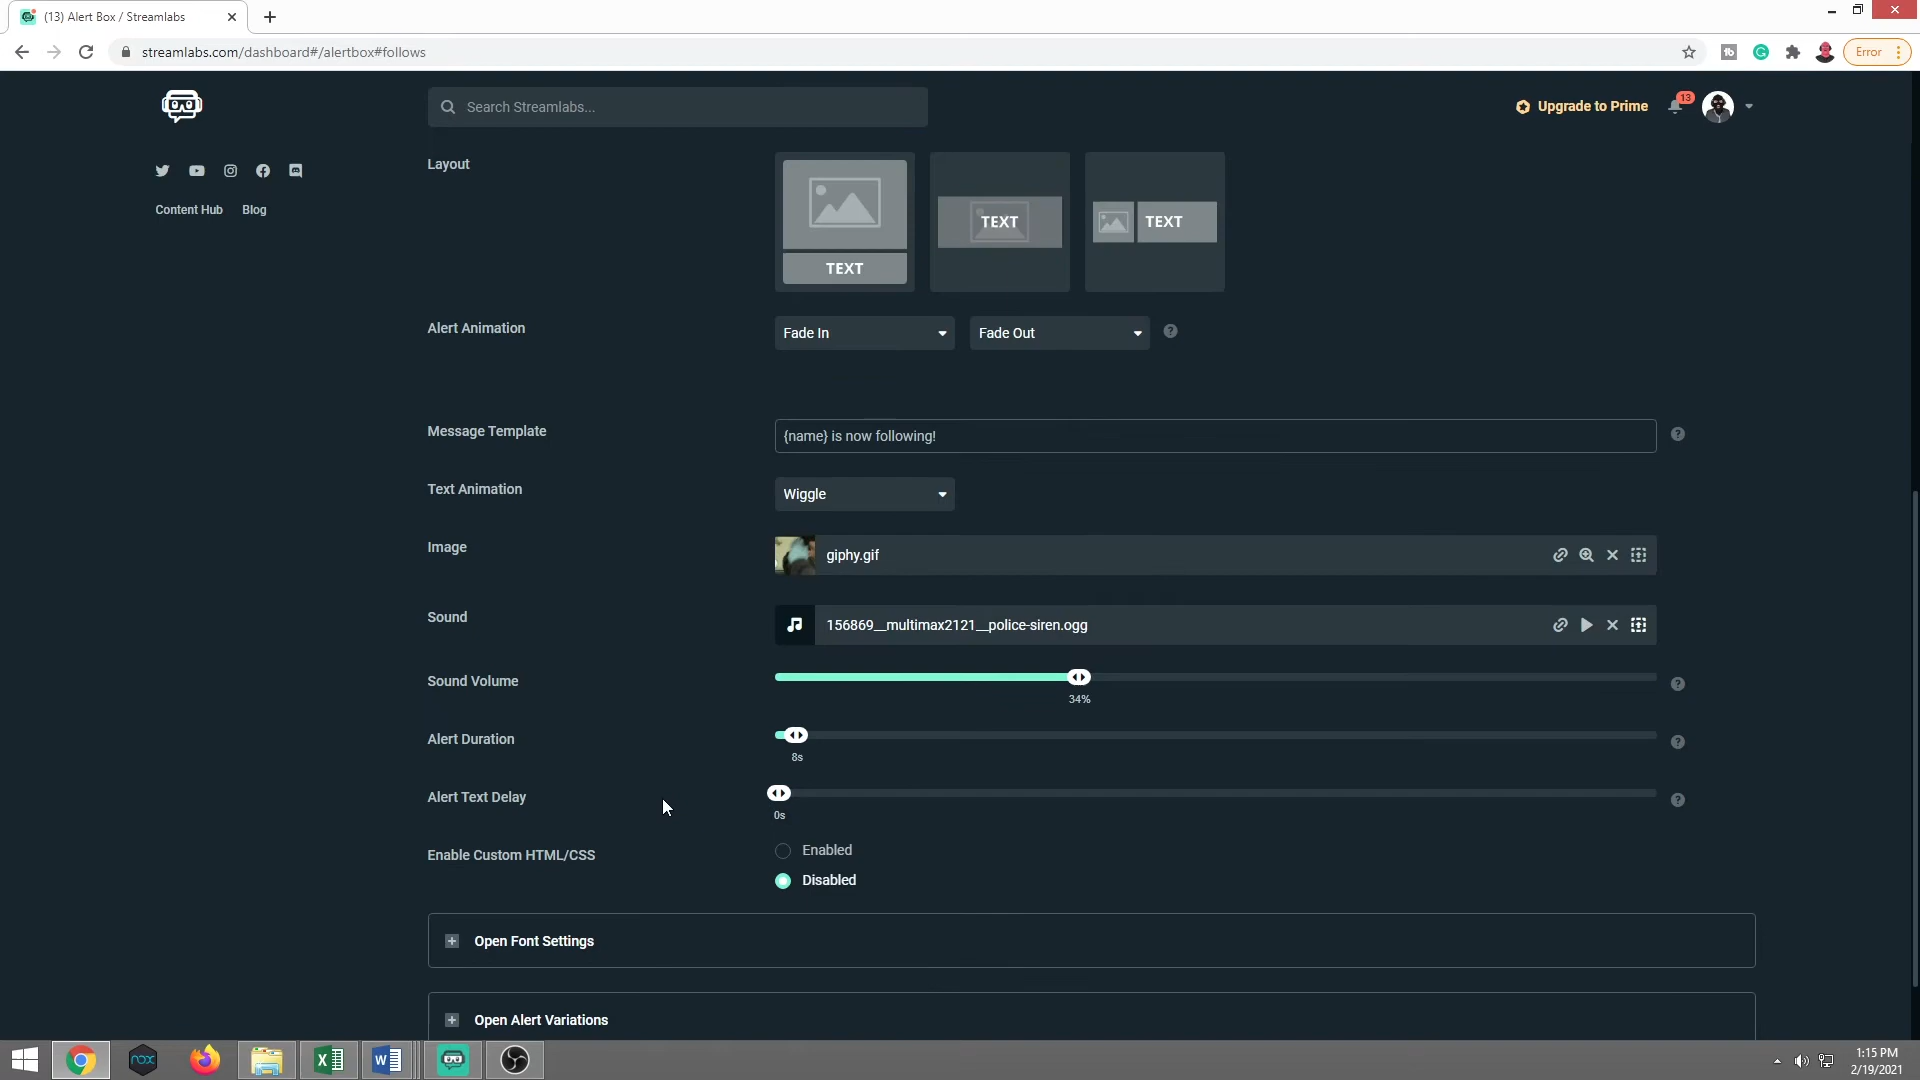 (13) Alert Box / Streamlabs
streamlabs.com/dashboard#/alertbox#follows
Error
Search Streamlabs...
Upgrade to Prime
13
Content Hub
Blog
Layout
TEXT
TEXT
TEXT
Alert Animation
Fade In
Fade Out
Message Template
{name} is now following!
Text Animation
Wiggle
Image
giphy.gif
Sound
156869__multimax2121__police-siren.ogg
Sound Volume
34%
Alert Duration
8s
Alert Text Delay
0s
Enable Custom HTML/CSS
Enabled
Disabled
Open Font Settings
Open Alert Variations
nox
1:15 PM
2/19/2021